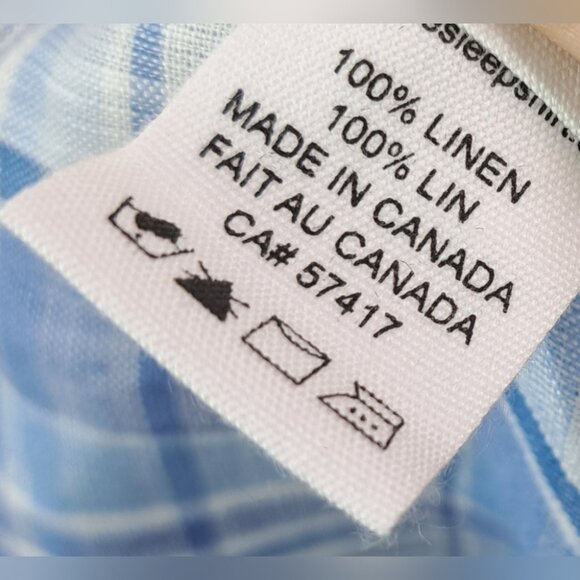 100% LINEN
100% LIN
MADE IN CANADA
FAIT AU CANADA
CA# 57417